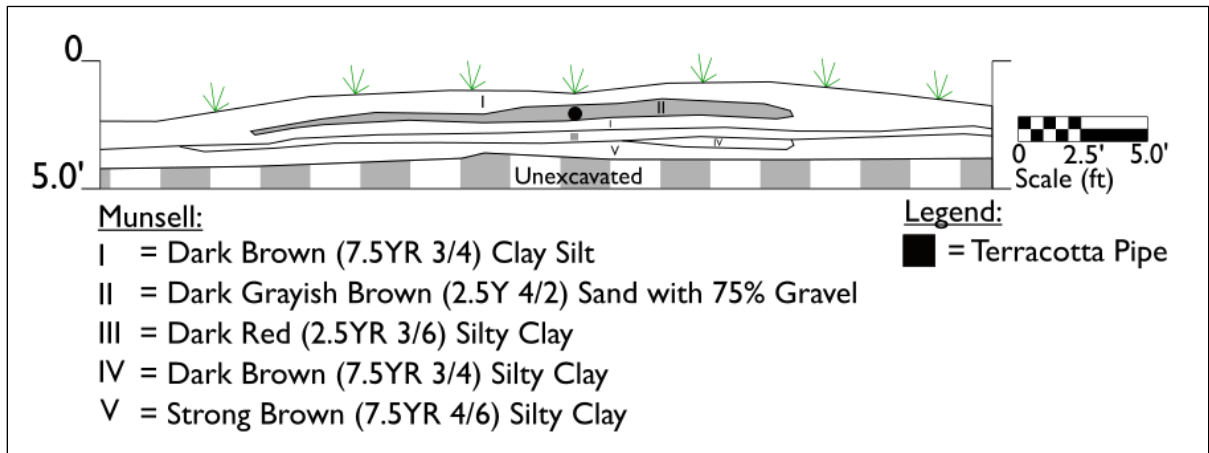 0
I
II
I
III
IV
V
5.0'
Unexcavated
0 2.5' 5.0'
Scale (ft)
Munsell:
I = Dark Brown (7.5YR 3/4) Clay Silt
II = Dark Grayish Brown (2.5Y 4/2) Sand with 75% Gravel
III = Dark Red (2.5YR 3/6) Silty Clay
IV = Dark Brown (7.5YR 3/4) Silty Clay
V = Strong Brown (7.5YR 4/6) Silty Clay
Legend:
= Terracotta Pipe